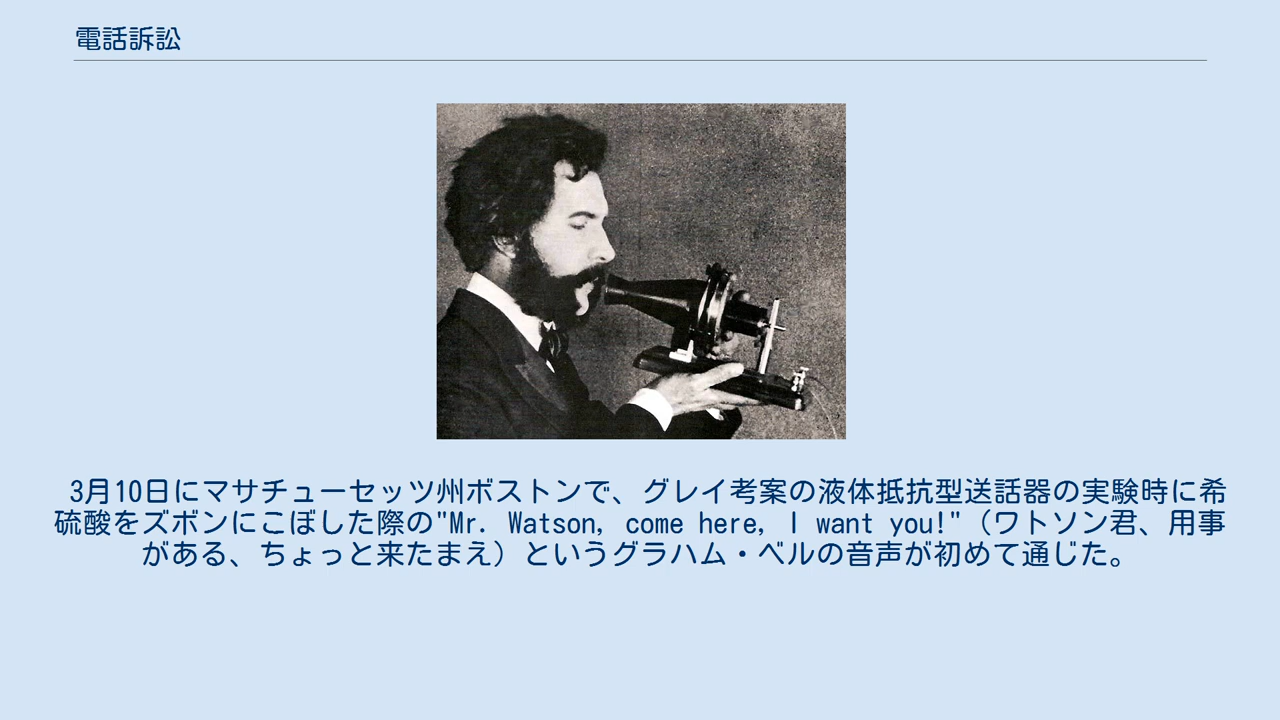 電話訴訟
3月10日にマサチューセッツ州ボストンで、グレイ考案の液体抵抗型送話器の実験時に希
硫酸をズボンにこぼした際の"Mr. Watson, come here, I want you!"（ワトソン君、用事
がある、ちょっと来たまえ）というグラハム・ベルの音声が初めて通じた。